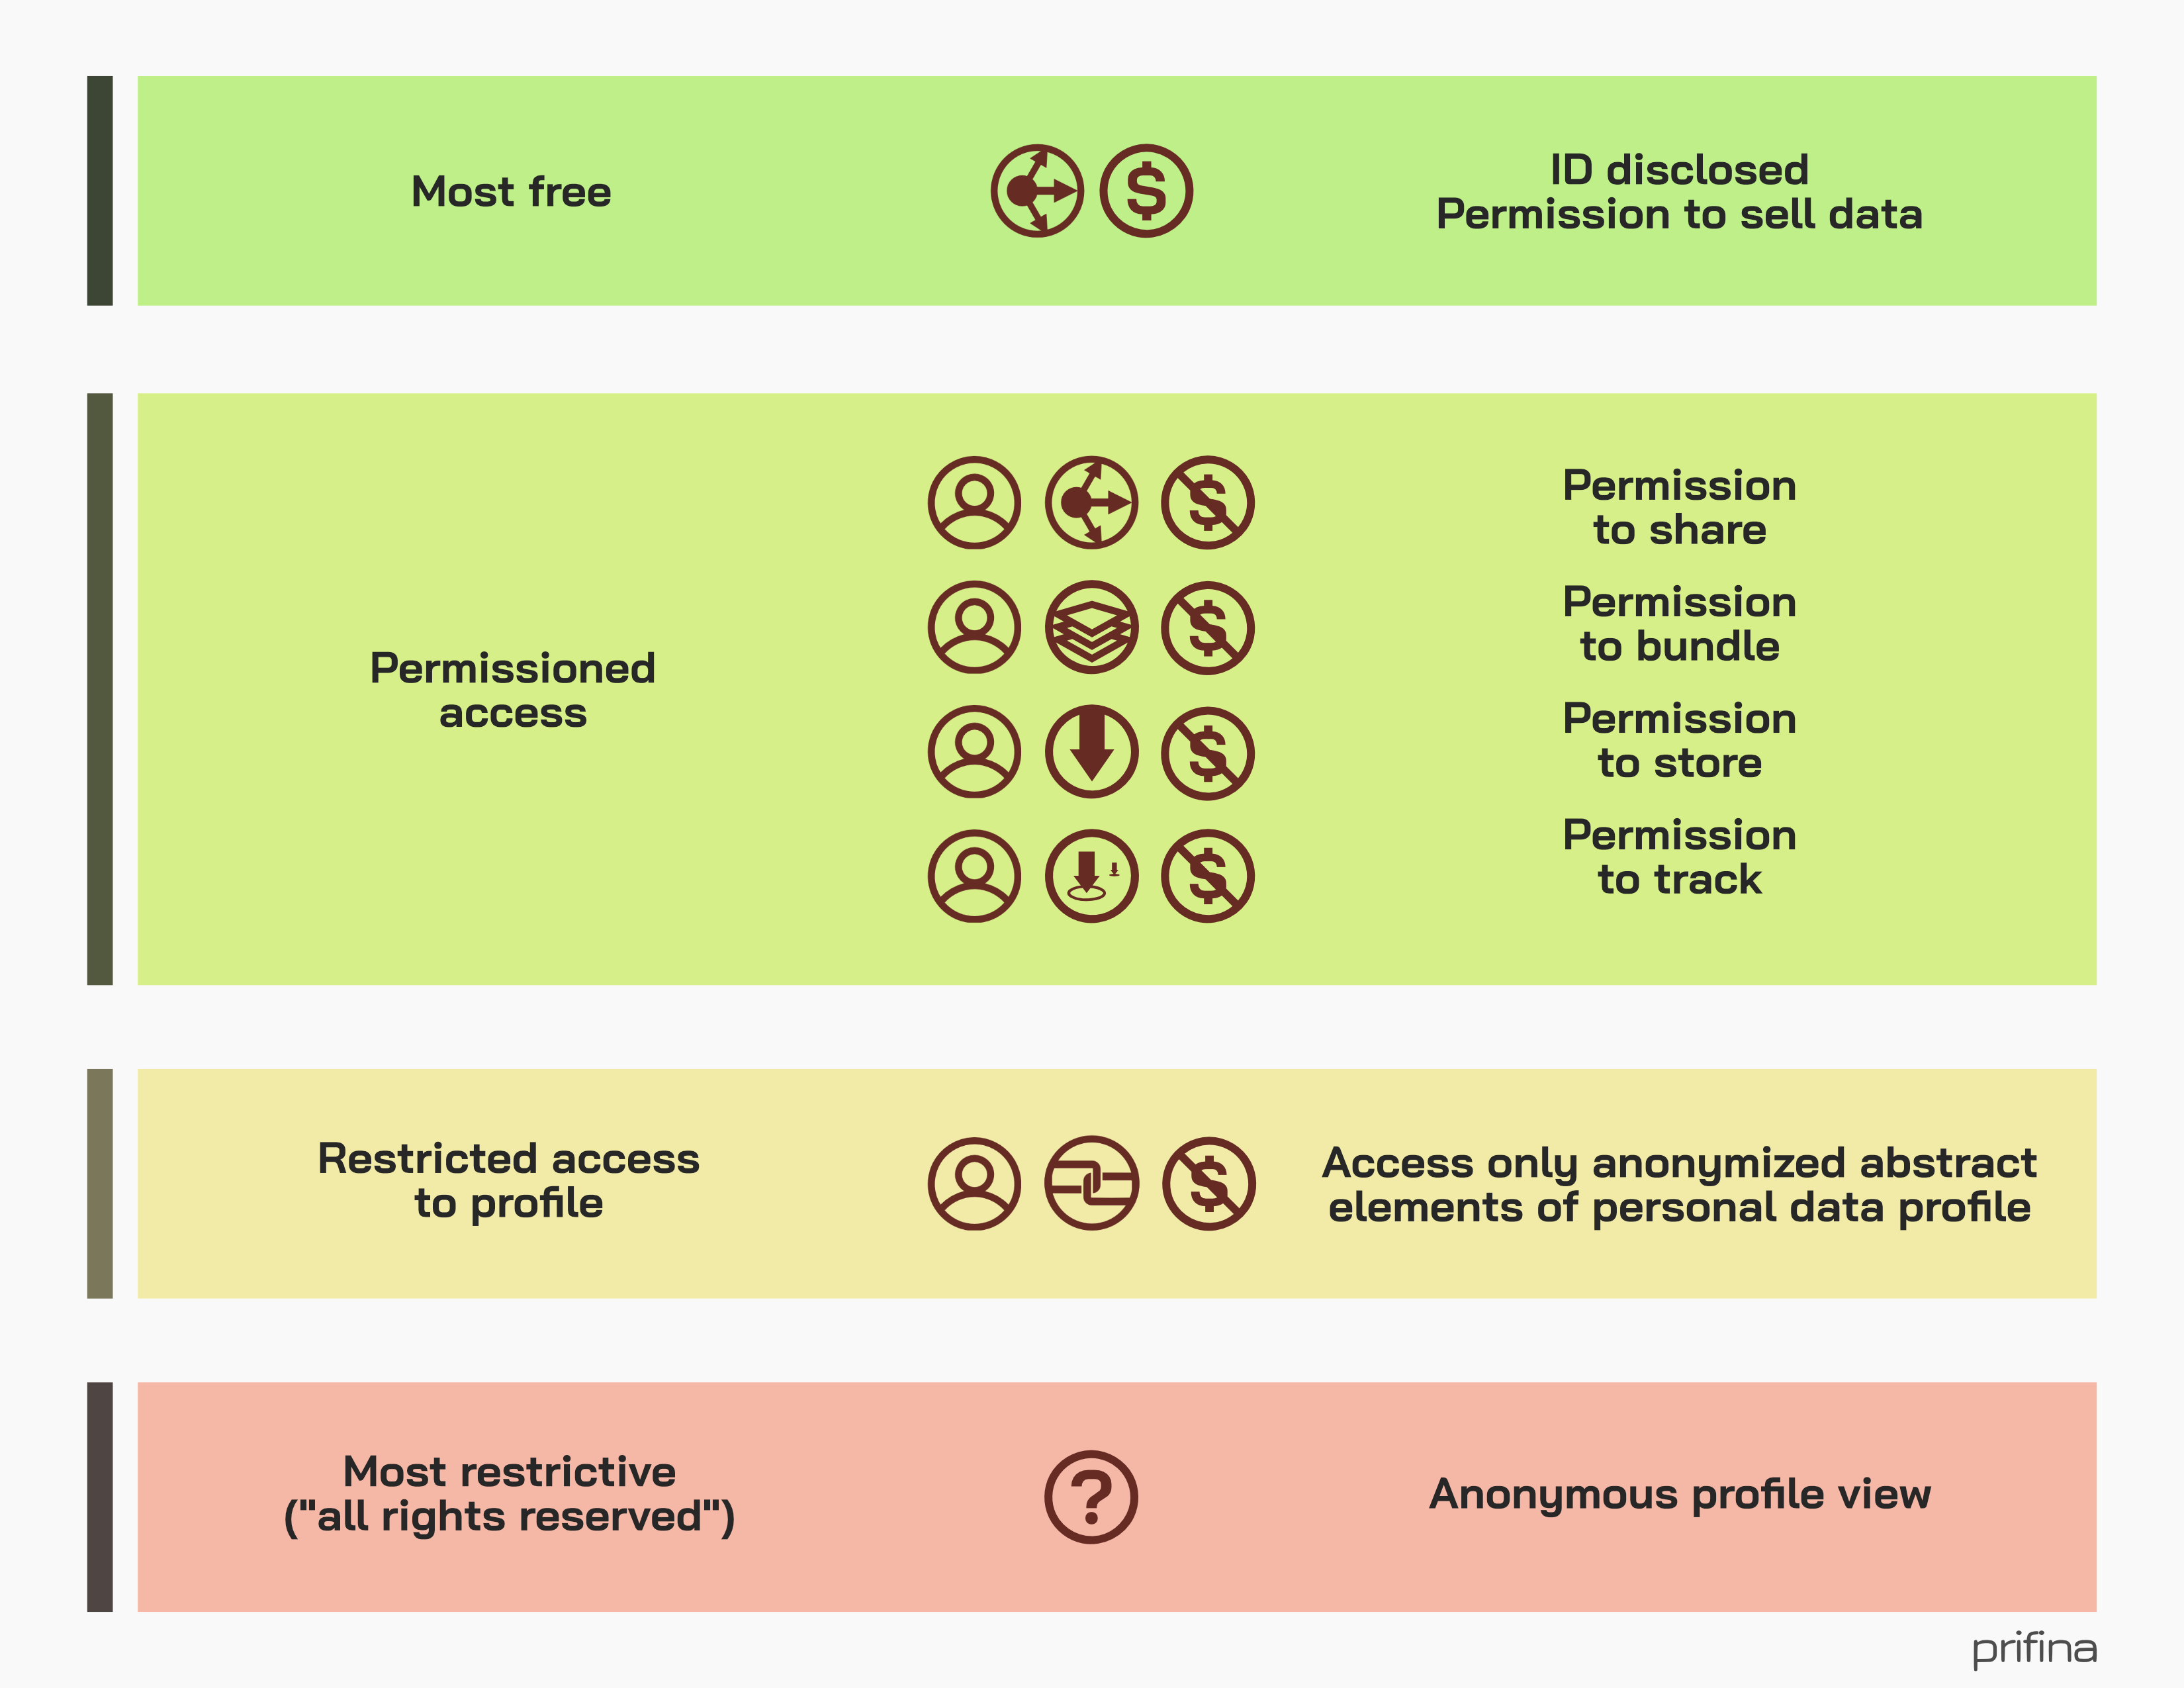 Most free
ID disclosed
Permission to sell data
Permissioned
access
Permission
to share
Permission
to bundle
Permission
to store
Permission
to track
Restricted access
to profile
Access only anonymized abstract
elements of personal data profile
Most restrictive
(''all rights reserved'')
Anonymous profile view
prifina